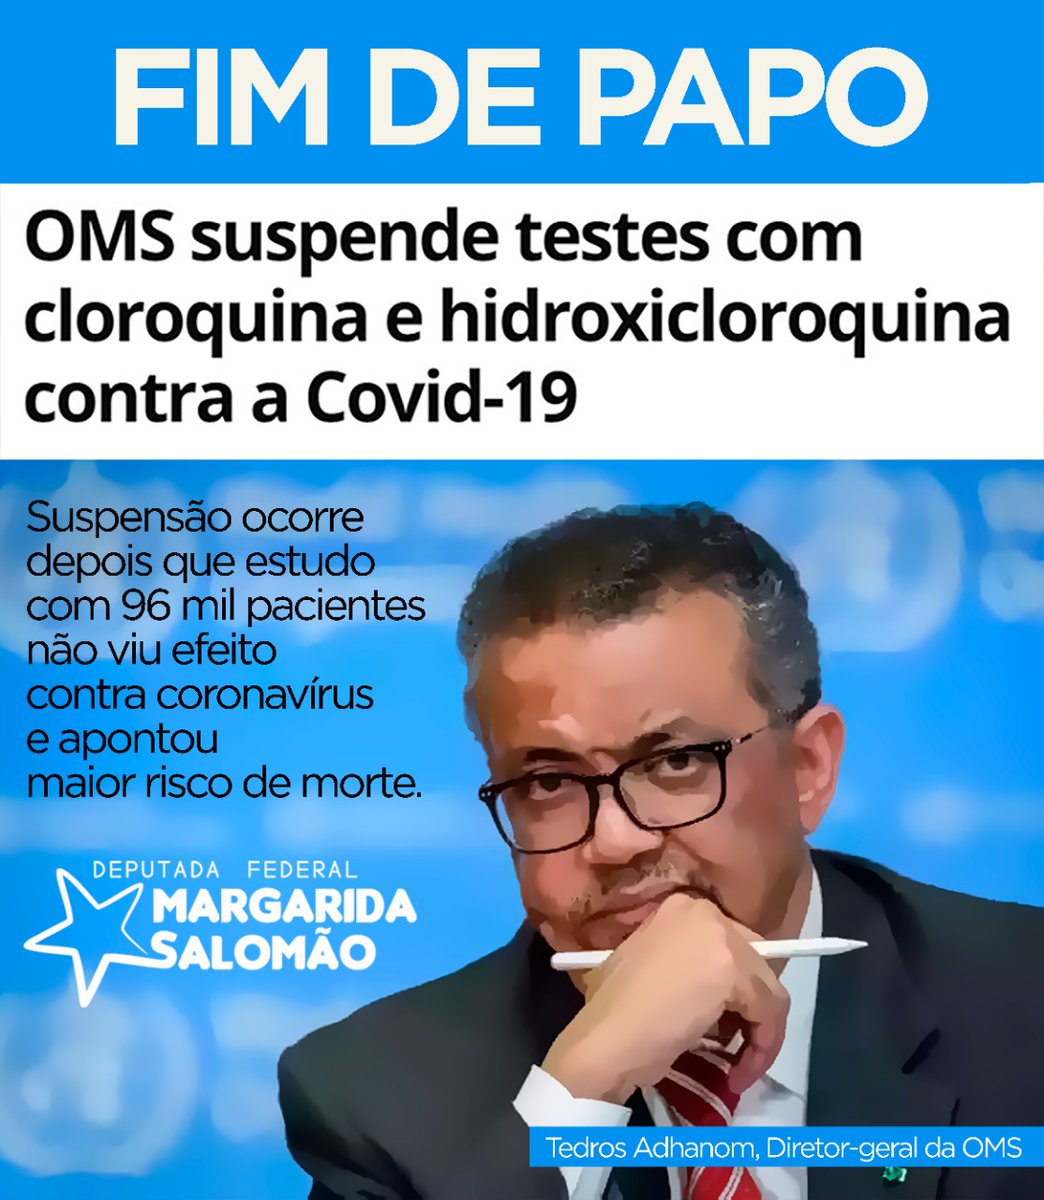 FIM DE PAPO
OMS suspende testes com
cloroquina e hidroxicloroquina
contra a Covid-19
Suspensão ocorre
depois que estudo
com 96 mil pacientes
não viu efeito
contra coronavírus
e apontou
maior risco de morte.
DEPUTADA FEDERAL
MARGARIDA
SALOMÃO
Tedros Adhanom, Diretor-geral da OMS